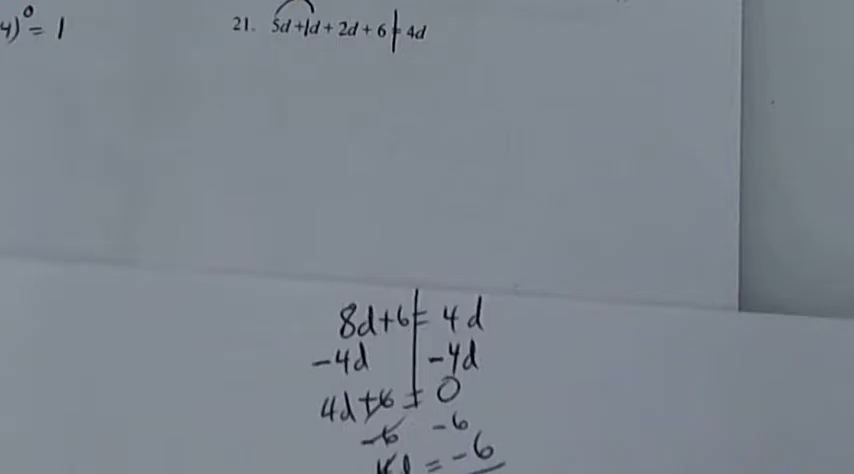 4)⁰ = 1
21. 5d + 1d + 2d + 6 = 4d
8d+6 = 4d
-4d -4d
4d+6 = 0
-6 -6
= -6